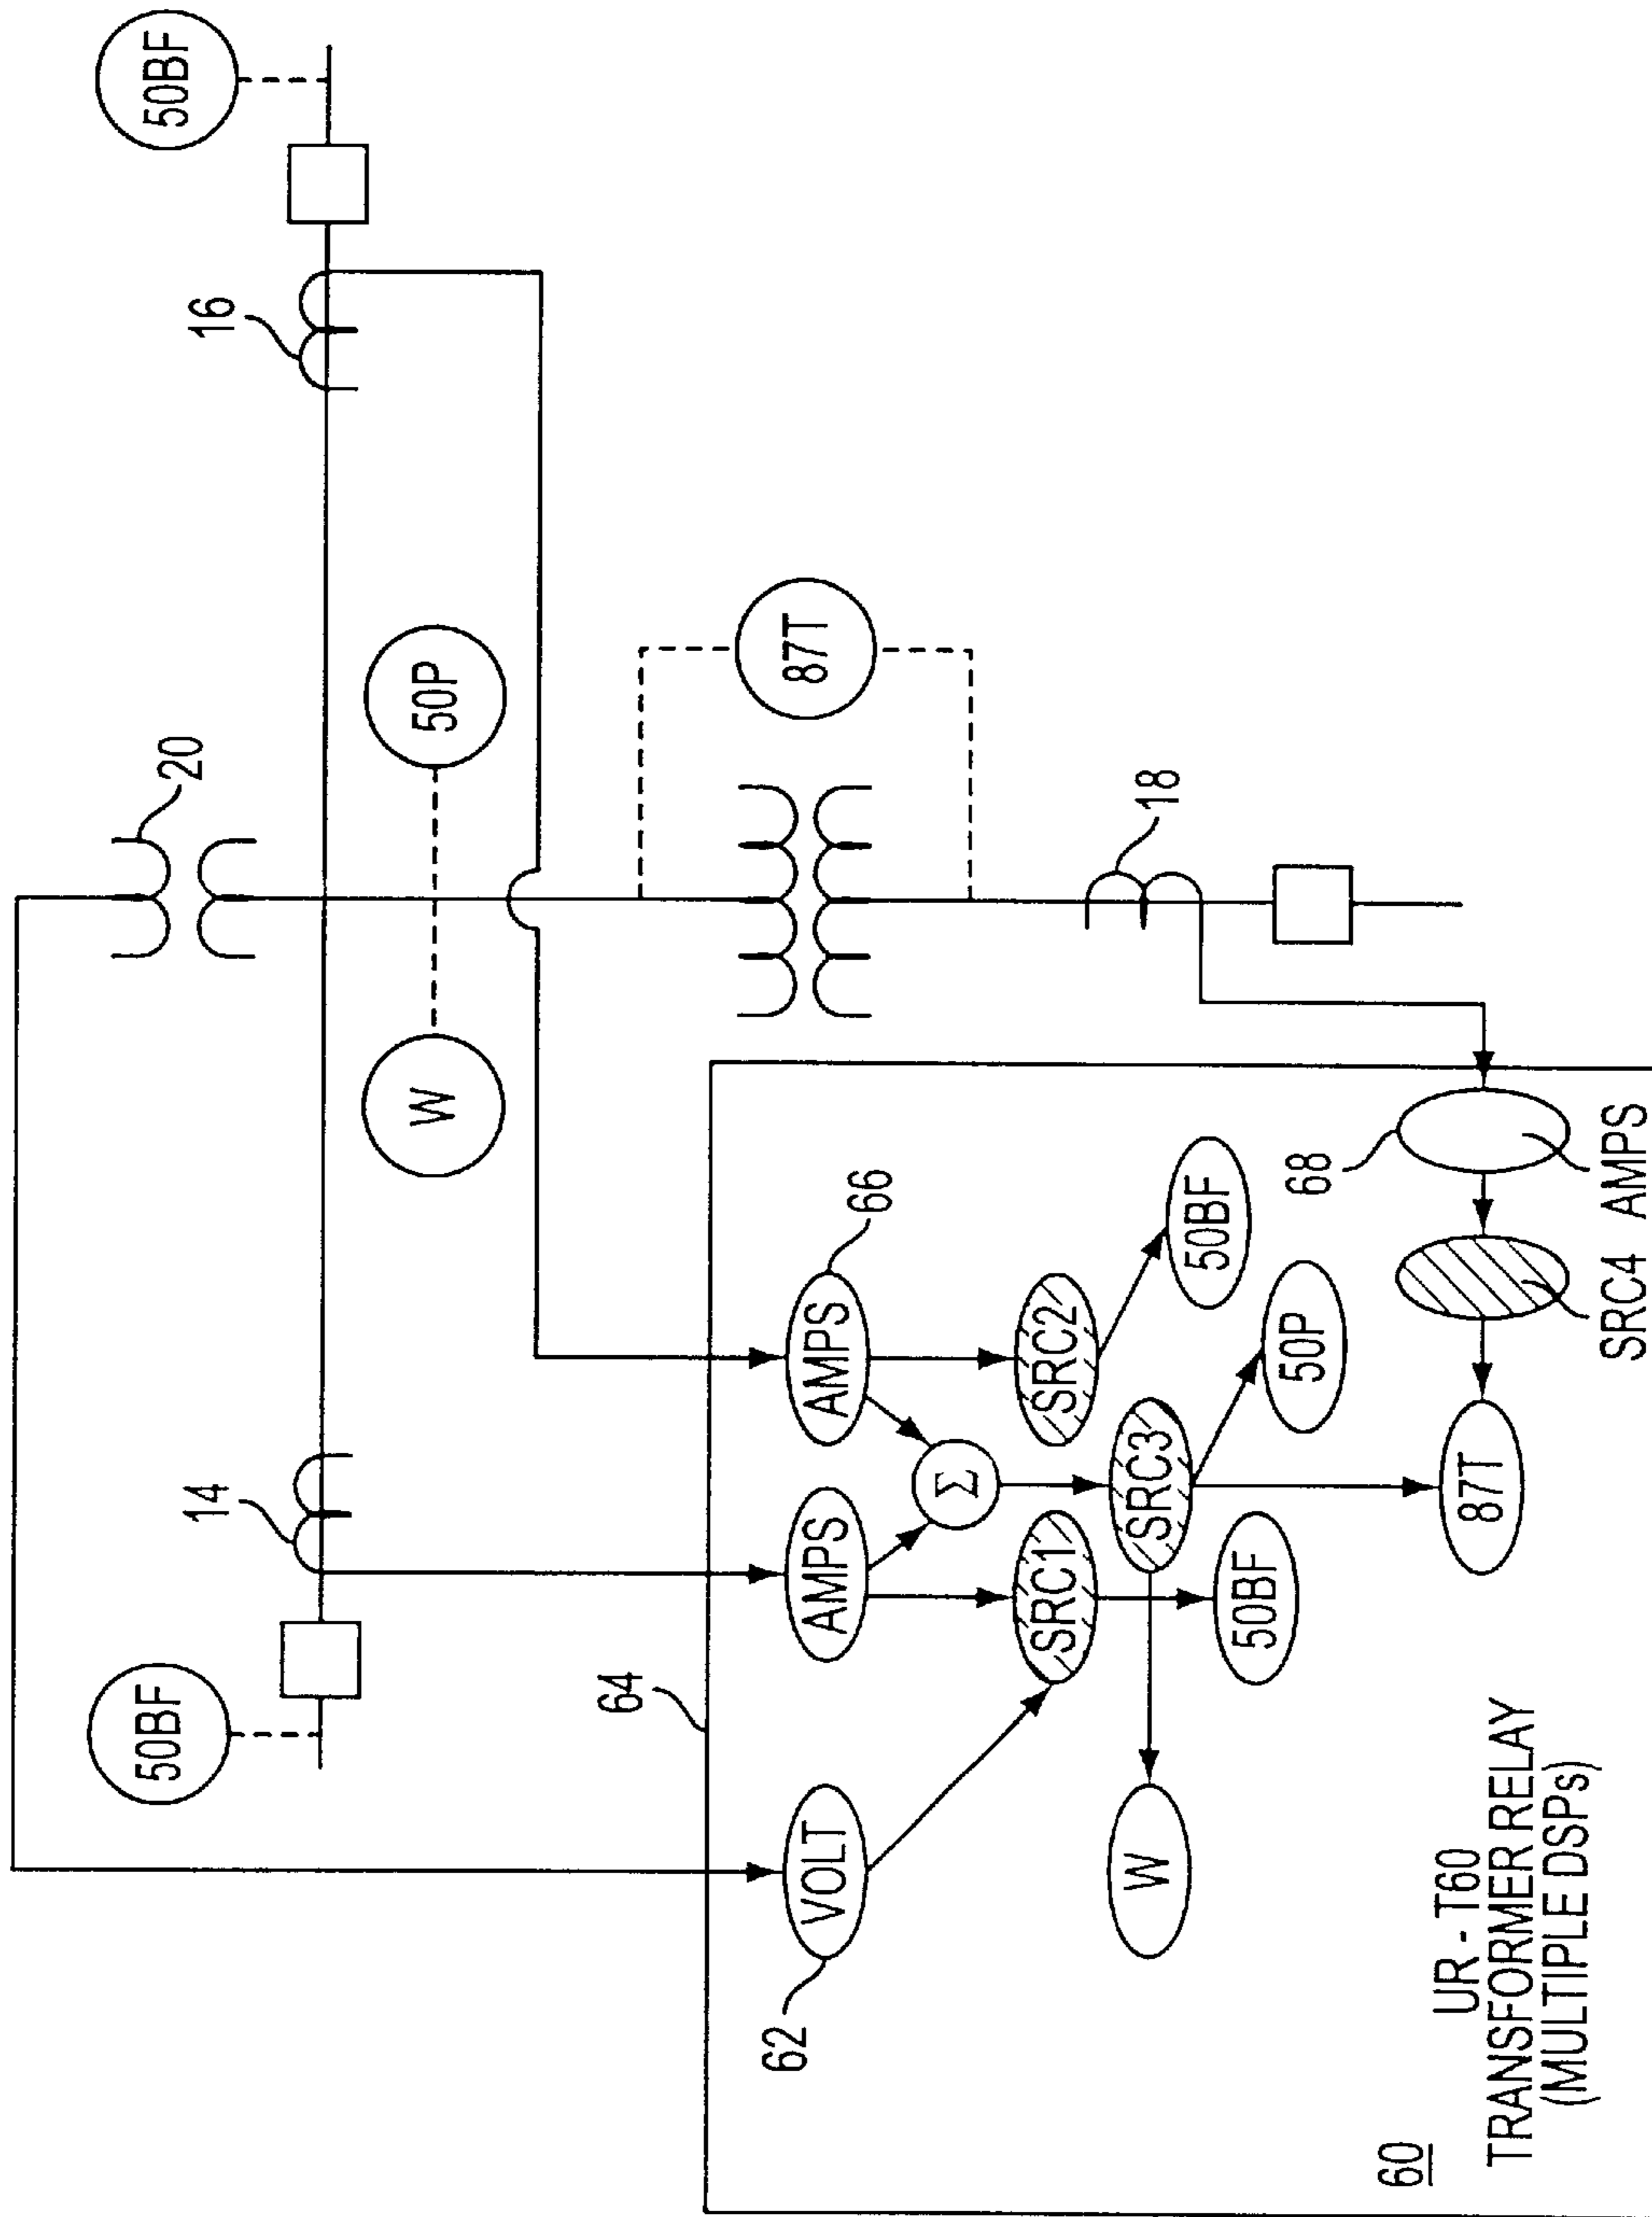 50BF
50BF
20
14
16
W
50P
64
62
VOLT
AMPS
AMPS
66
87T
Σ
SRC1
SRC2
18
W
SRC3
50BF
50BF
50P
68
87T
SRC4 AMPS
60
UR - T60
TRANSFORMER RELAY
(MULTIPLE DSPs)